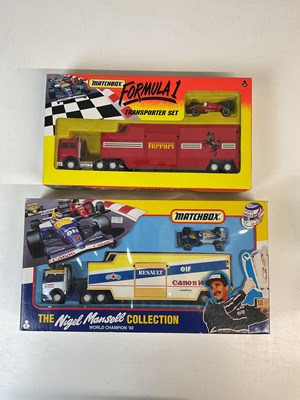 MATCHBOX
FORMULA 1
TRANSPORTER SET
Ferrari
MATCHBOX
RENAULT
elf
Canon
THE Nigel Mansell COLLECTION
WORLD CHAMPION '92